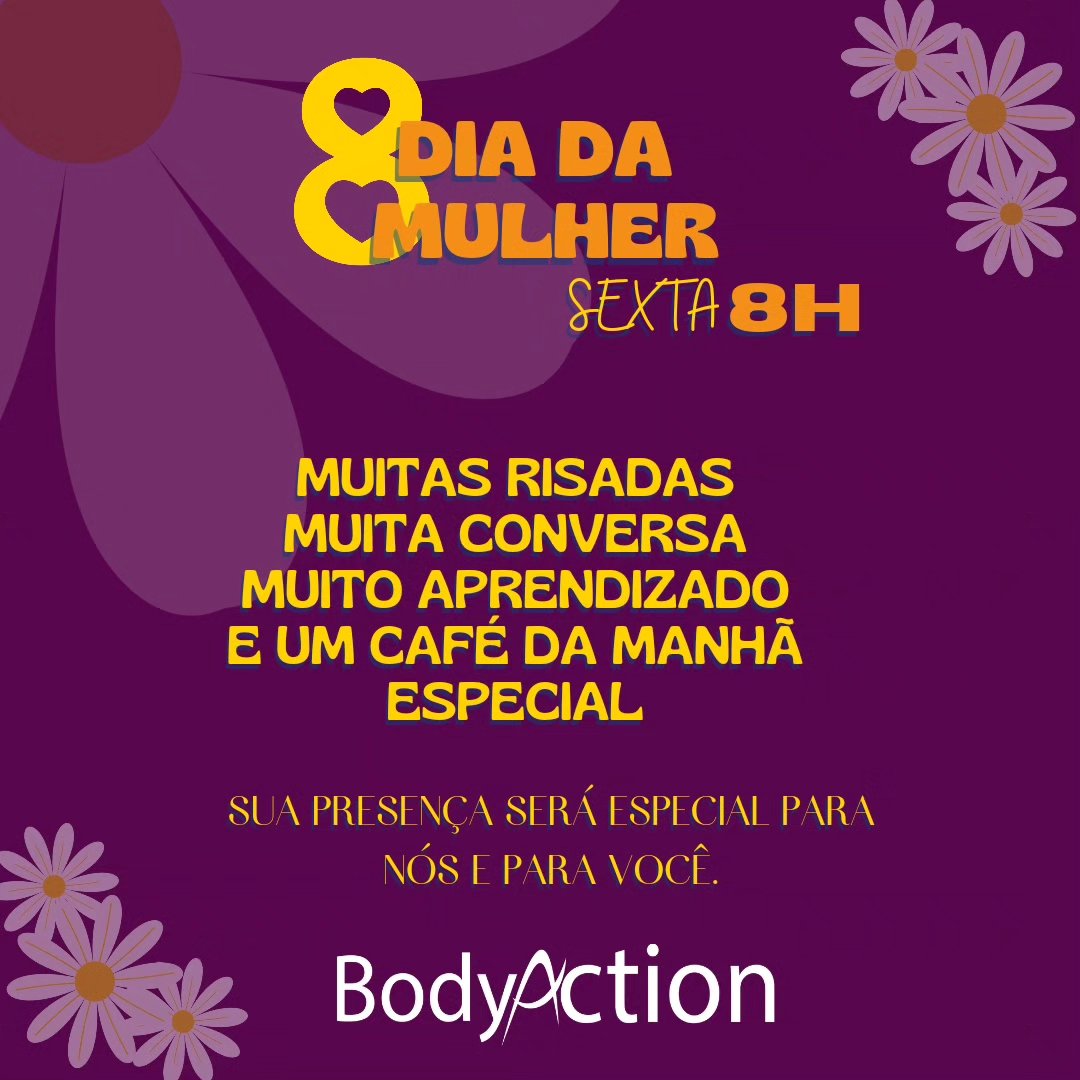 8 DIA DA
MULHER
SEXTA 8H
MUITAS RISADAS
MUITA CONVERSA
MUITO APRENDIZADO
E UM CAFÉ DA MANHÃ
ESPECIAL
SUA PRESENÇA SERÁ ESPECIAL PARA
NÓS E PARA VOCÊ.
BodyAction